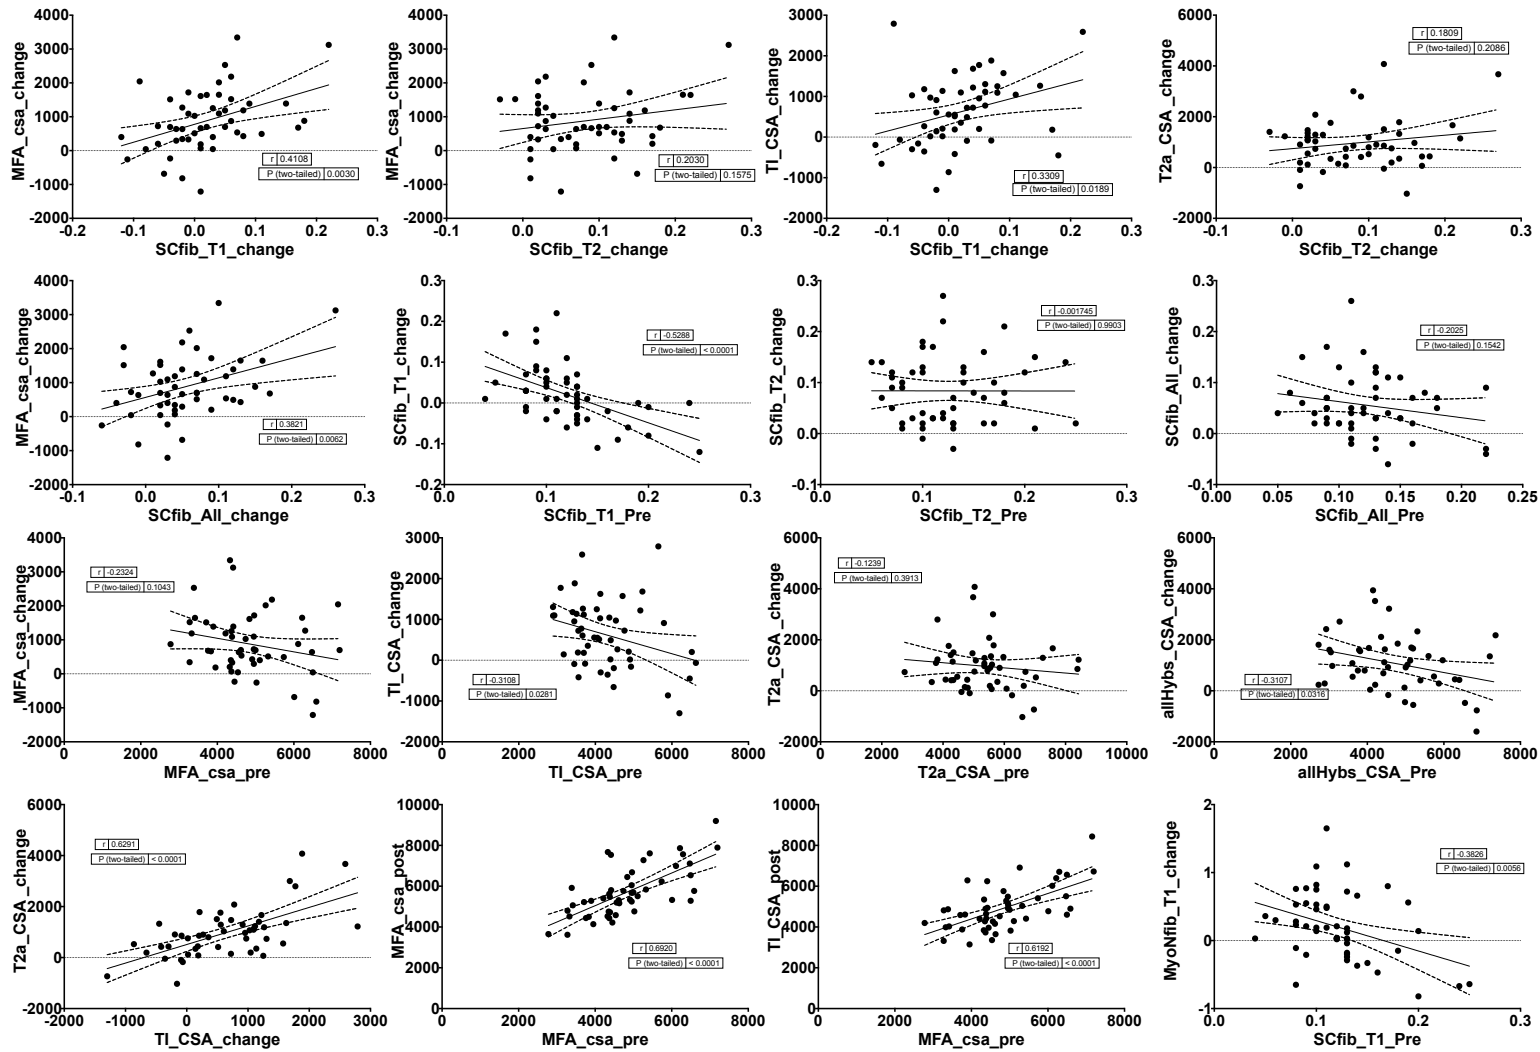 4000
3000
2000
1000
0
-1000
-2000
MFA_csa_change
r 0.4108
P (two-tailed) 0.0030
-0.2 -0.1 0.0 0.1 0.2 0.3
SCfib_T1_change
4000
3000
2000
1000
0
-1000
-2000
MFA_csa_change
r 0.2030
P (two-tailed) 0.1575
-0.1 0.0 0.1 0.2 0.3
SCfib_T2_change
3000
2000
1000
0
-1000
-2000
TI_CSA_change
r 0.3309
P (two-tailed) 0.0189
-0.2 -0.1 0.0 0.1 0.2 0.3
SCfib_T1_change
6000
4000
2000
0
-2000
T2a_CSA _change
r 0.1809
P (two-tailed) 0.2086
-0.1 0.0 0.1 0.2 0.3
SCfib_T2_change
4000
3000
2000
1000
0
-1000
-2000
MFA_csa_change
r 0.3821
P (two-tailed) 0.0062
-0.1 0.0 0.1 0.2 0.3
SCfib_All_change
0.3
0.2
0.1
0.0
-0.1
-0.2
SCfib_T1_change
r -0.5288
P (two-tailed) < 0.0001
0.0 0.1 0.2 0.3
SCfib_T1_Pre
0.3
0.2
0.1
0.0
-0.1
SCfib_T2_change
r -0.001745
P (two-tailed) 0.9903
0.0 0.1 0.2 0.3
SCfib_T2_Pre
0.3
0.2
0.1
0.0
-0.1
SCfib_All_change
r -0.2025
P (two-tailed) 0.1542
0.00 0.05 0.10 0.15 0.20 0.25
SCfib_All_Pre
4000
3000
2000
1000
0
-1000
-2000
MFA_csa_change
r -0.2324
P (two-tailed) 0.1043
0 2000 4000 6000 8000
MFA_csa_pre
3000
2000
1000
0
-1000
-2000
TI_CSA_change
r -0.3108
P (two-tailed) 0.0281
0 2000 4000 6000 8000
TI_CSA_pre
6000
4000
2000
0
-2000
T2a_CSA _change
r -0.1239
P (two-tailed) 0.3913
0 2000 4000 6000 8000 10000
T2a_CSA _pre
6000
4000
2000
0
-2000
allHybs_CSA_change
r -0.3107
P (two-tailed) 0.0316
0 2000 4000 6000 8000
allHybs_CSA_Pre
6000
4000
2000
0
-2000
T2a_CSA_change
r 0.6291
P (two-tailed) < 0.0001
-2000 -1000 0 1000 2000 3000
TI_CSA_change
10000
8000
6000
4000
2000
0
MFA_csa_post
r 0.6920
P (two-tailed) < 0.0001
0 2000 4000 6000 8000
MFA_csa_pre
10000
8000
6000
4000
2000
0
TI_CSA_post
r 0.6192
P (two-tailed) < 0.0001
0 2000 4000 6000 8000
MFA_csa_pre
2
1
0
-1
MyoNfib_T1_change
r -0.3826
P (two-tailed) 0.0056
0.0 0.1 0.2 0.3
SCfib_T1_Pre